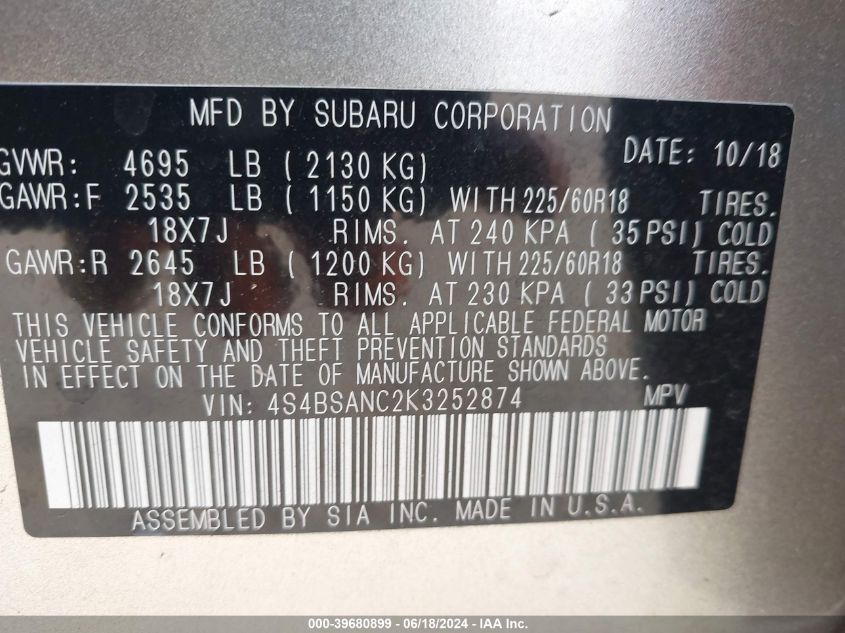 MFD BY SUBARU CORPORATION
GVWR: 4695 LB ( 2130 KG) DATE: 10/18
GAWR:F 2535 LB ( 1150 KG) WITH 225/60R18 TIRES.
18X7J RIMS. AT 240 KPA ( 35 PSI) COLD
GAWR:R 2645 LB ( 1200 KG) WITH 225/60R18 TIRES.
18X7J RIMS. AT 230 KPA ( 33 PSI) COLD
THIS VEHICLE CONFORMS TO ALL APPLICABLE FEDERAL MOTOR
VEHICLE SAFETY AND THEFT PREVENTION STANDARDS
IN EFFECT ON THE DATE OF MANUFACTURE SHOWN ABOVE.
VIN: 4S4BSANC2K3252874 MPV
ASSEMBLED BY SIA INC. MADE IN U.S.A.
000-39680899 - 06/18/2024 - IAA Inc.